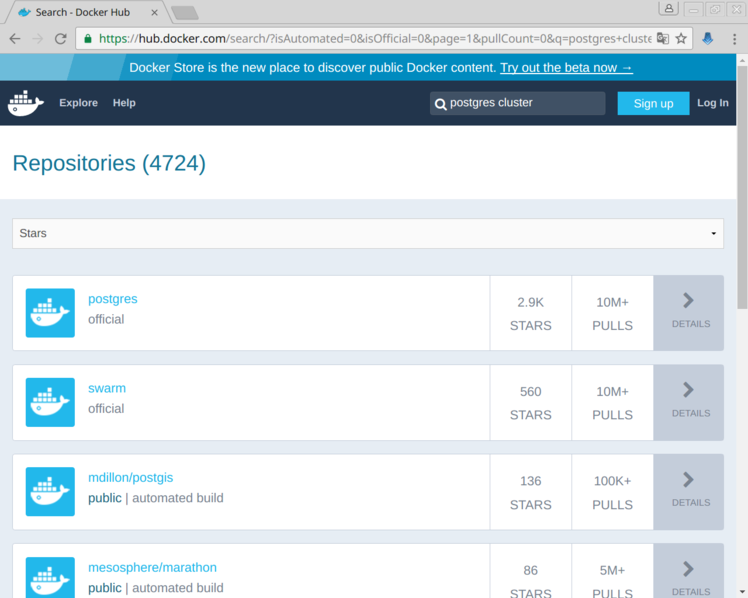 Search - Docker Hub
https://hub.docker.com/search/?isAutomated=0&isOfficial=0&page=1&pullCount=0&q=postgres+cluste
Docker Store is the new place to discover public Docker content. Try out the beta now →
Explore Help postgres cluster Sign up Log In
Repositories (4724)
Stars
postgres
official
2.9K
STARS
10M+
PULLS
DETAILS
swarm
official
560
STARS
10M+
PULLS
DETAILS
mdillon/postgis
public | automated build
136
STARS
100K+
PULLS
DETAILS
mesosphere/marathon
public | automated build
86
STARS
5M+
PULLS
DETAILS